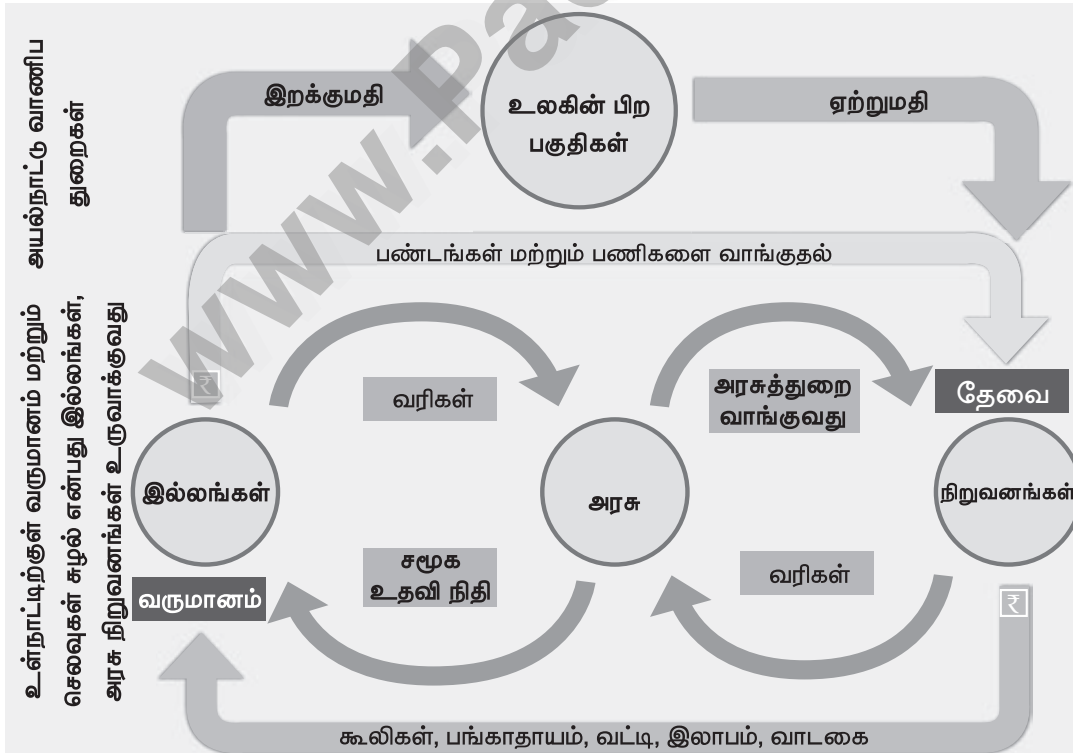 அயல்நாட்டு வாணிப
துறைகள்
இறக்குமதி
உலகின் பிற
பகுதிகள்
ஏற்றுமதி
பண்டங்கள் மற்றும் பணிகளை வாங்குதல்
உள்நாட்டிற்குள் வருமானம் மற்றும்
செலவுகள் சுழல் என்பது இல்லங்கள்,
அரசு நிறுவனங்கள் உருவாக்குவது
₹
வரிகள்
அரசுத்துறை
வாங்குவது
தேவை
இல்லங்கள்
அரசு
நிறுவனங்கள்
வருமானம்
சமூக
உதவி நிதி
வரிகள்
₹
கூலிகள், பங்காதாயம், வட்டி, இலாபம், வாடகை
www.pa